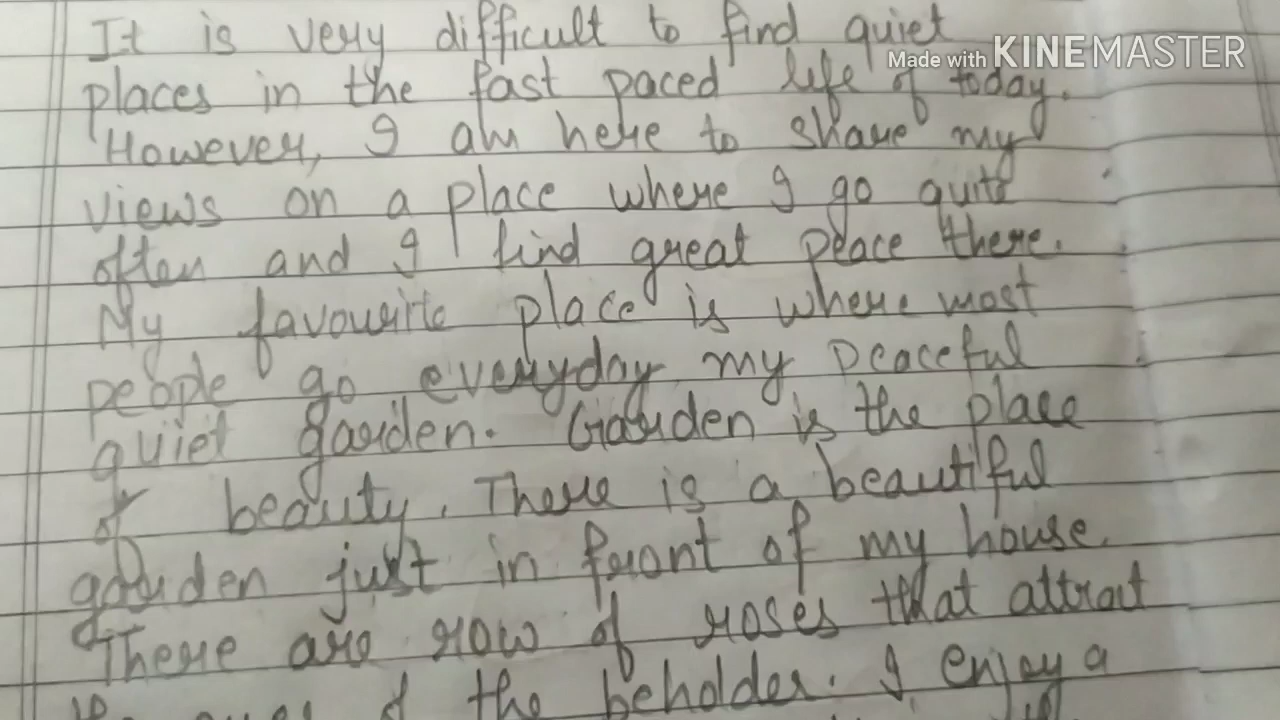 It is very difficult to find quiet
Made with KINEMASTER
places in the fast paced life of today.
However, I am here to share my
views on a place where I go quite
often and I find great peace there.
My favourite place is where most
people go everyday my peaceful
quiet garden. Garden is the place
of beauty. There is a beautiful
garden just in front of my house.
There are row of roses that attract
the eyes of the beholder. I enjoy a